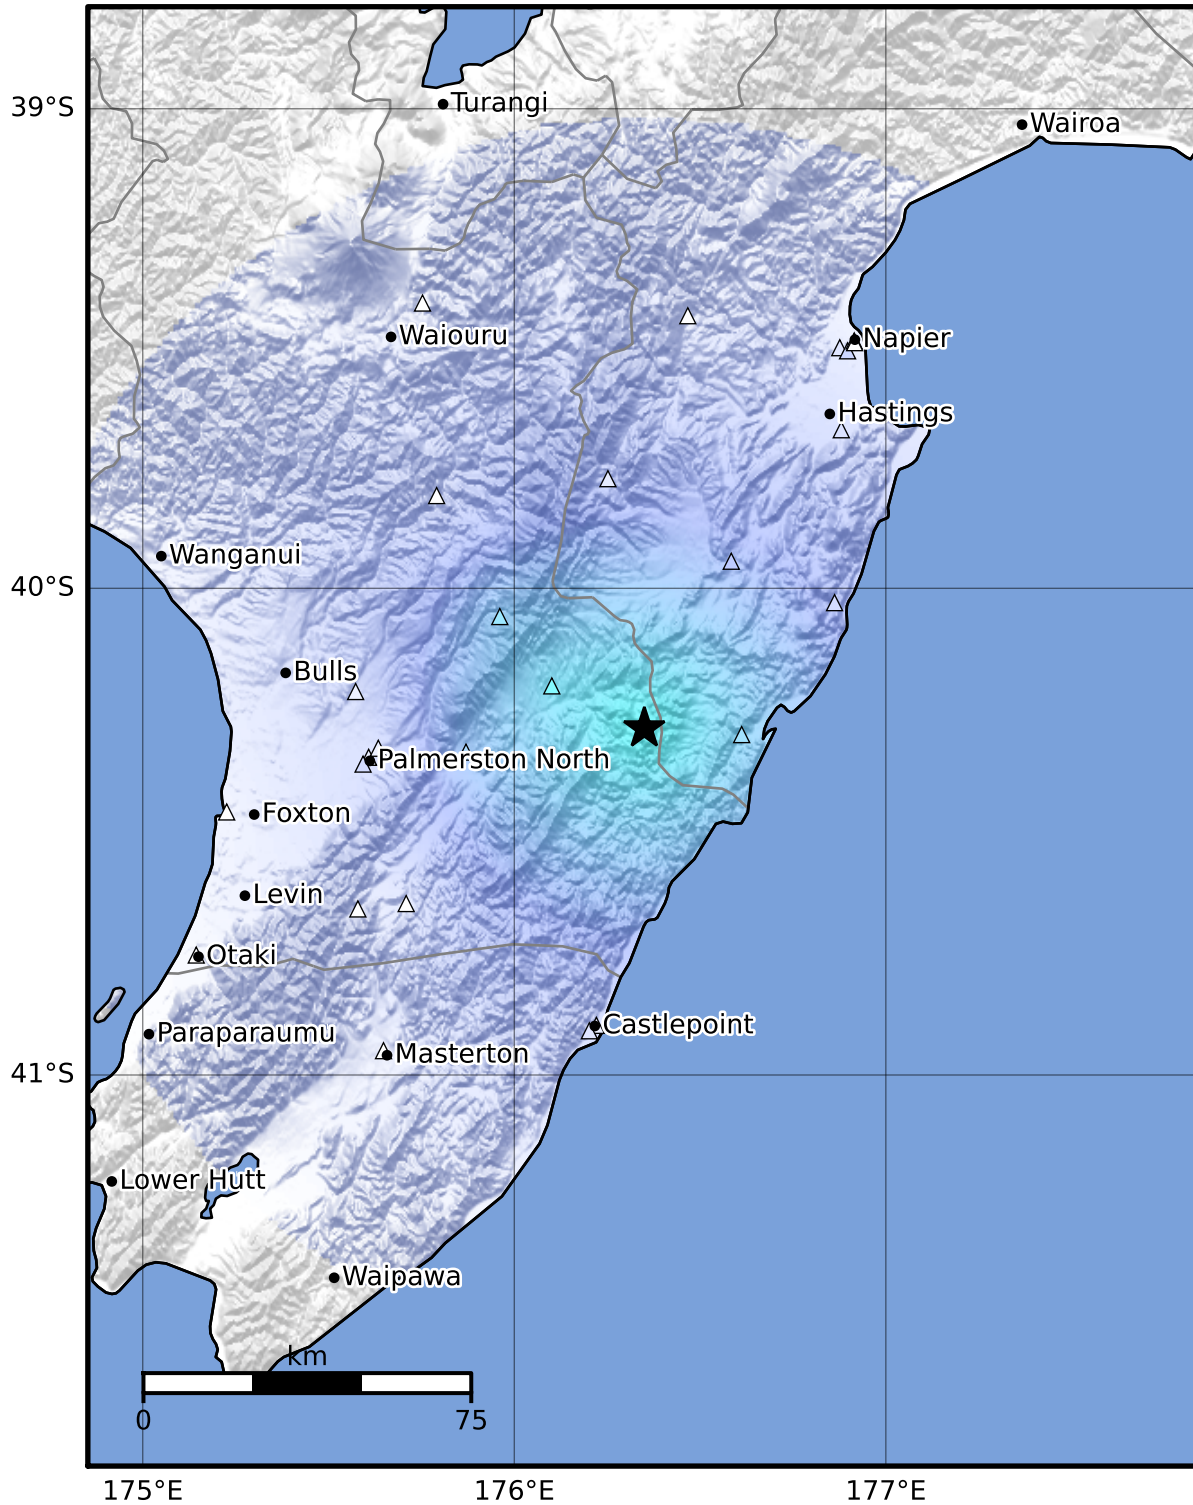 Turangi
39°S
Wairoa
Waiouru
Napier
Hastings
Wanganui
40°S
Bulls
Palmerston North
Foxton
Levin
Otaki
Castlepoint
Paraparaumu
Masterton
41°S
Lower Hutt
Waipawa
km
0
75
175°E
176°E
177°E